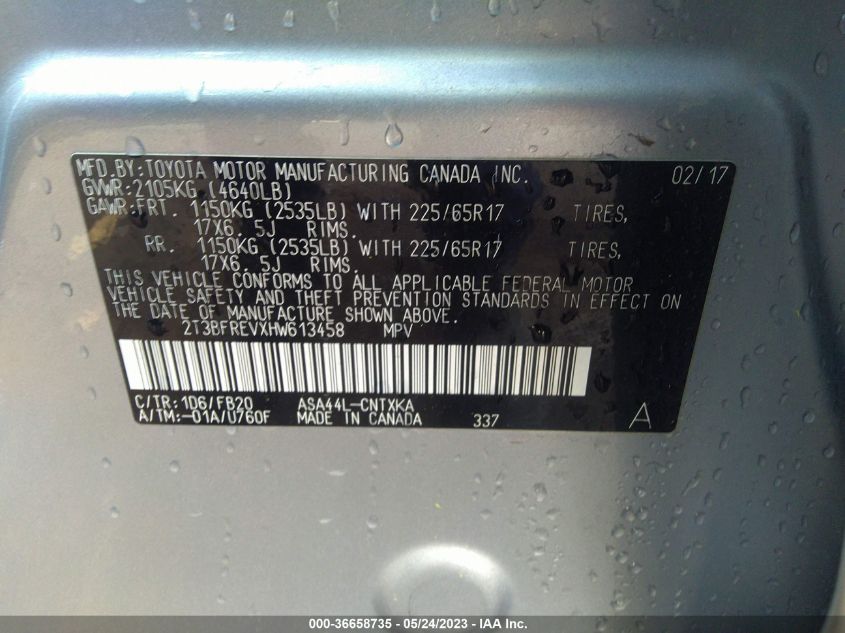 MFD.BY:TOYOTA MOTOR MANUFACTURING CANADA INC. 02/17
GVWR:2105KG (4640LB)
GAWR:FRT. 1150KG (2535LB) WITH 225/65R17 TIRES,
17X6. 5J RIMS.
RR. 1150KG (2535LB) WITH 225/65R17 TIRES,
17X6. 5J RIMS.
THIS VEHICLE CONFORMS TO ALL APPLICABLE FEDERAL MOTOR
VEHICLE SAFETY AND THEFT PREVENTION STANDARDS IN EFFECT ON
THE DATE OF MANUFACTURE SHOWN ABOVE.
2T3BFREVXHW613458 MPV
C/TR:1D6/FB20 ASA44L-CNTXKA
A/TM:-01A/U760F MADE IN CANADA 337 A
000-36658735 - 05/24/2023 - IAA Inc.